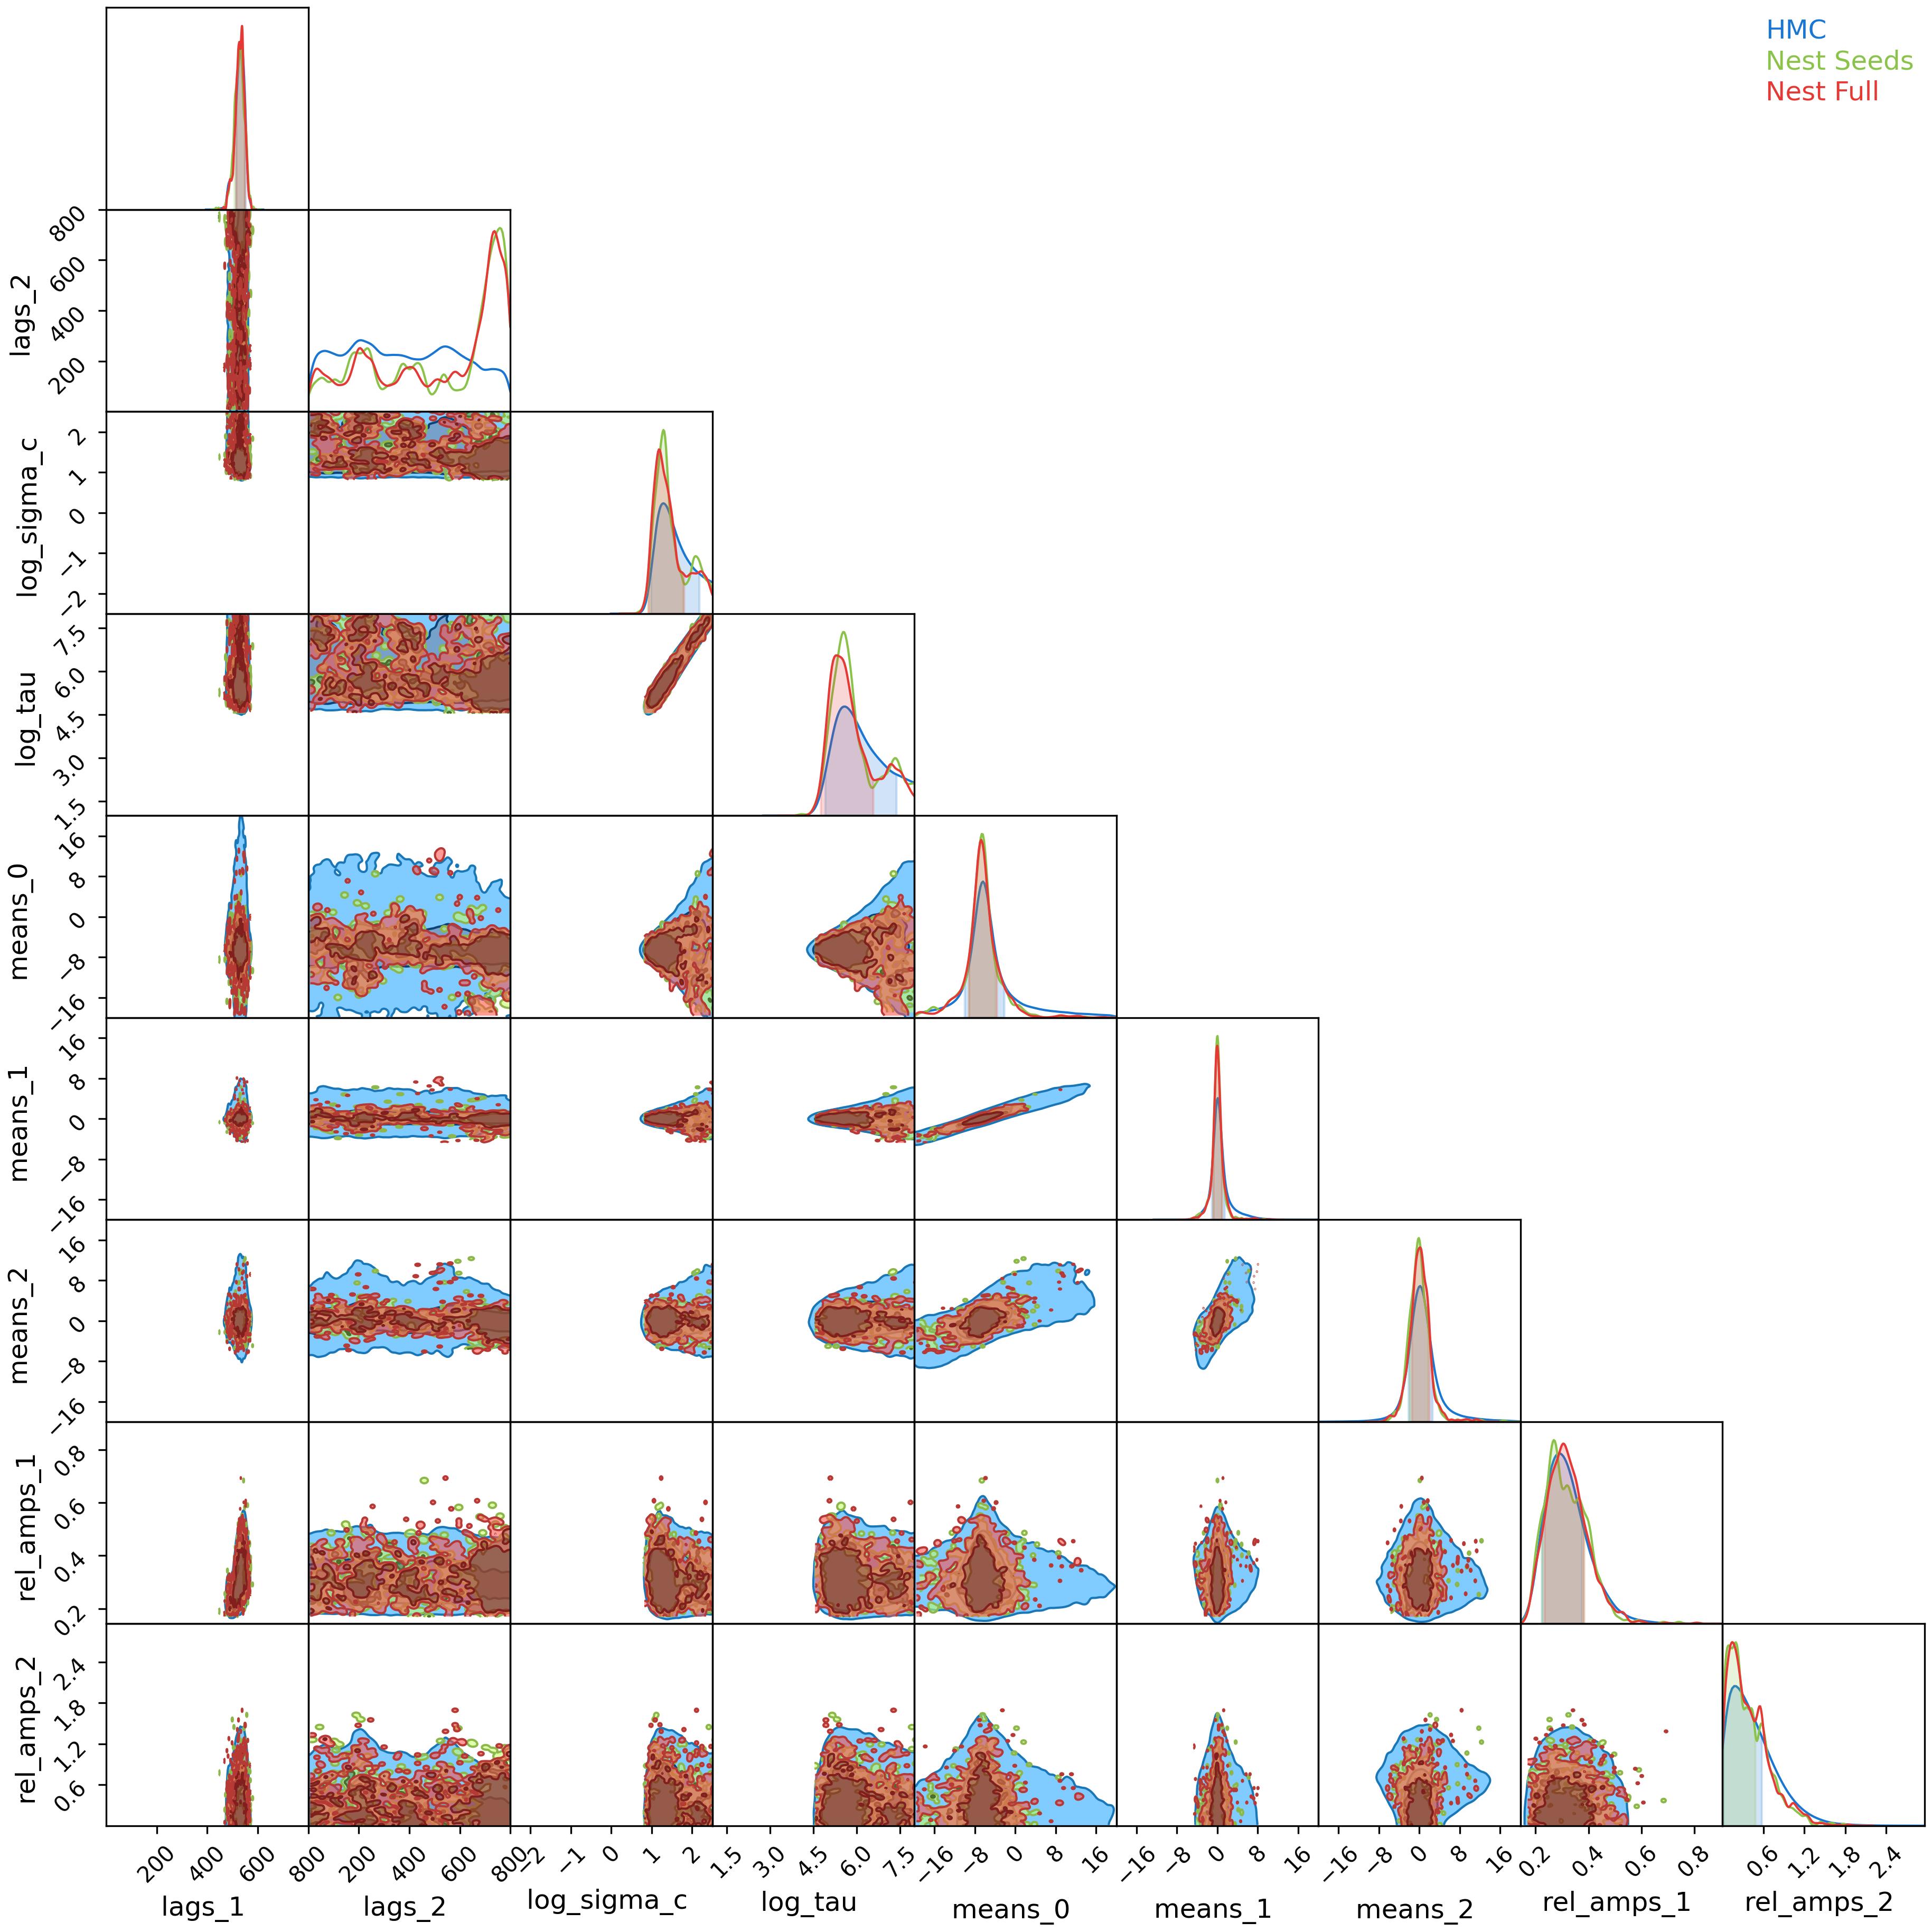 HMC
Nest Seeds
Nest Full
800
600
400
200
lags_2
2
1
0
−1
−2
log_sigma_c
7.5
6.0
4.5
3.0
1.5
log_tau
16
8
0
−8
−16
means_0
16
8
0
−8
−16
means_1
16
8
0
−8
−16
means_2
0.8
0.6
0.4
0.2
rel_amps_1
2.4
1.8
1.2
0.6
rel_amps_2
200 400 600 800 200 400 600 800 −2 −1 0 1 2 1.5 3.0 4.5 6.0 7.5 −16 −8 0 8 16 −16 −8 0 8 16 −16 −8 0 8 16 0.2 0.4 0.6 0.8 0.6 1.2 1.8 2.4
lags_1 lags_2 log_sigma_c log_tau means_0 means_1 means_2 rel_amps_1 rel_amps_2